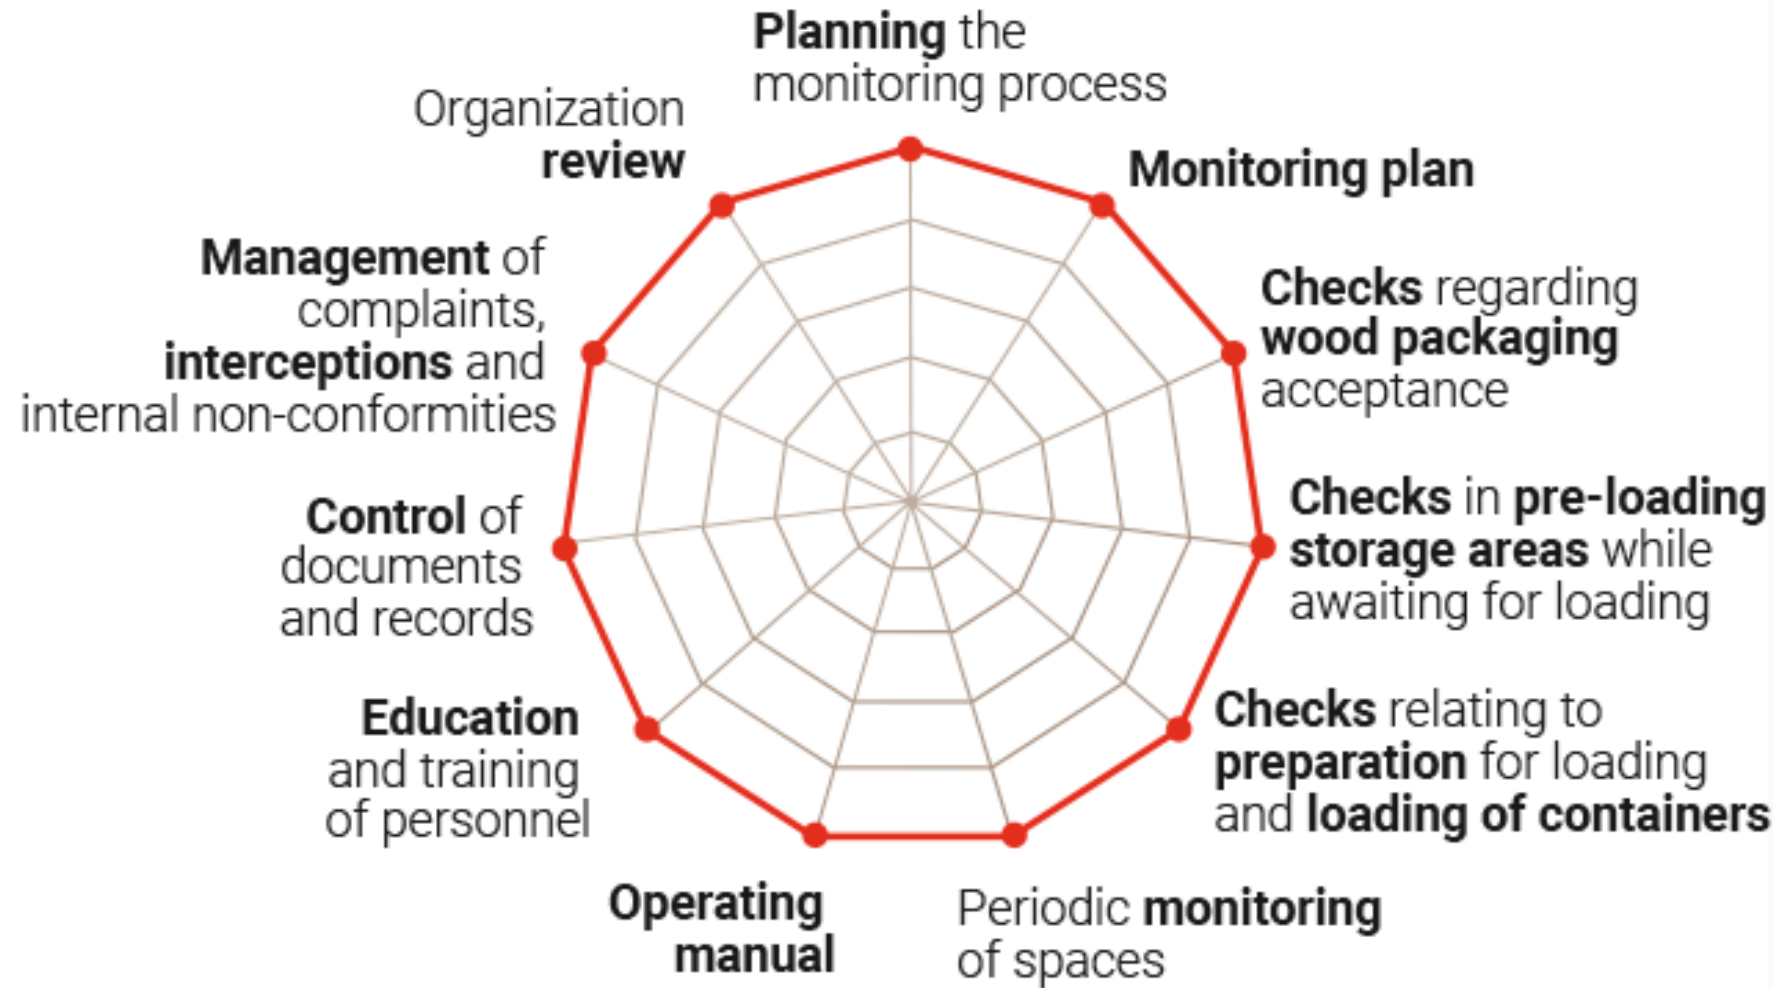 Planning the
monitoring process
Monitoring plan
Checks regarding
wood packaging
acceptance
Checks in pre-loading
storage areas while
awaiting for loading
Checks relating to
preparation for loading
and loading of containers
Periodic monitoring
of spaces
Operating
manual
Education
and training
of personnel
Control of
documents
and records
Management of
complaints,
interceptions and
internal non-conformities
Organization
review